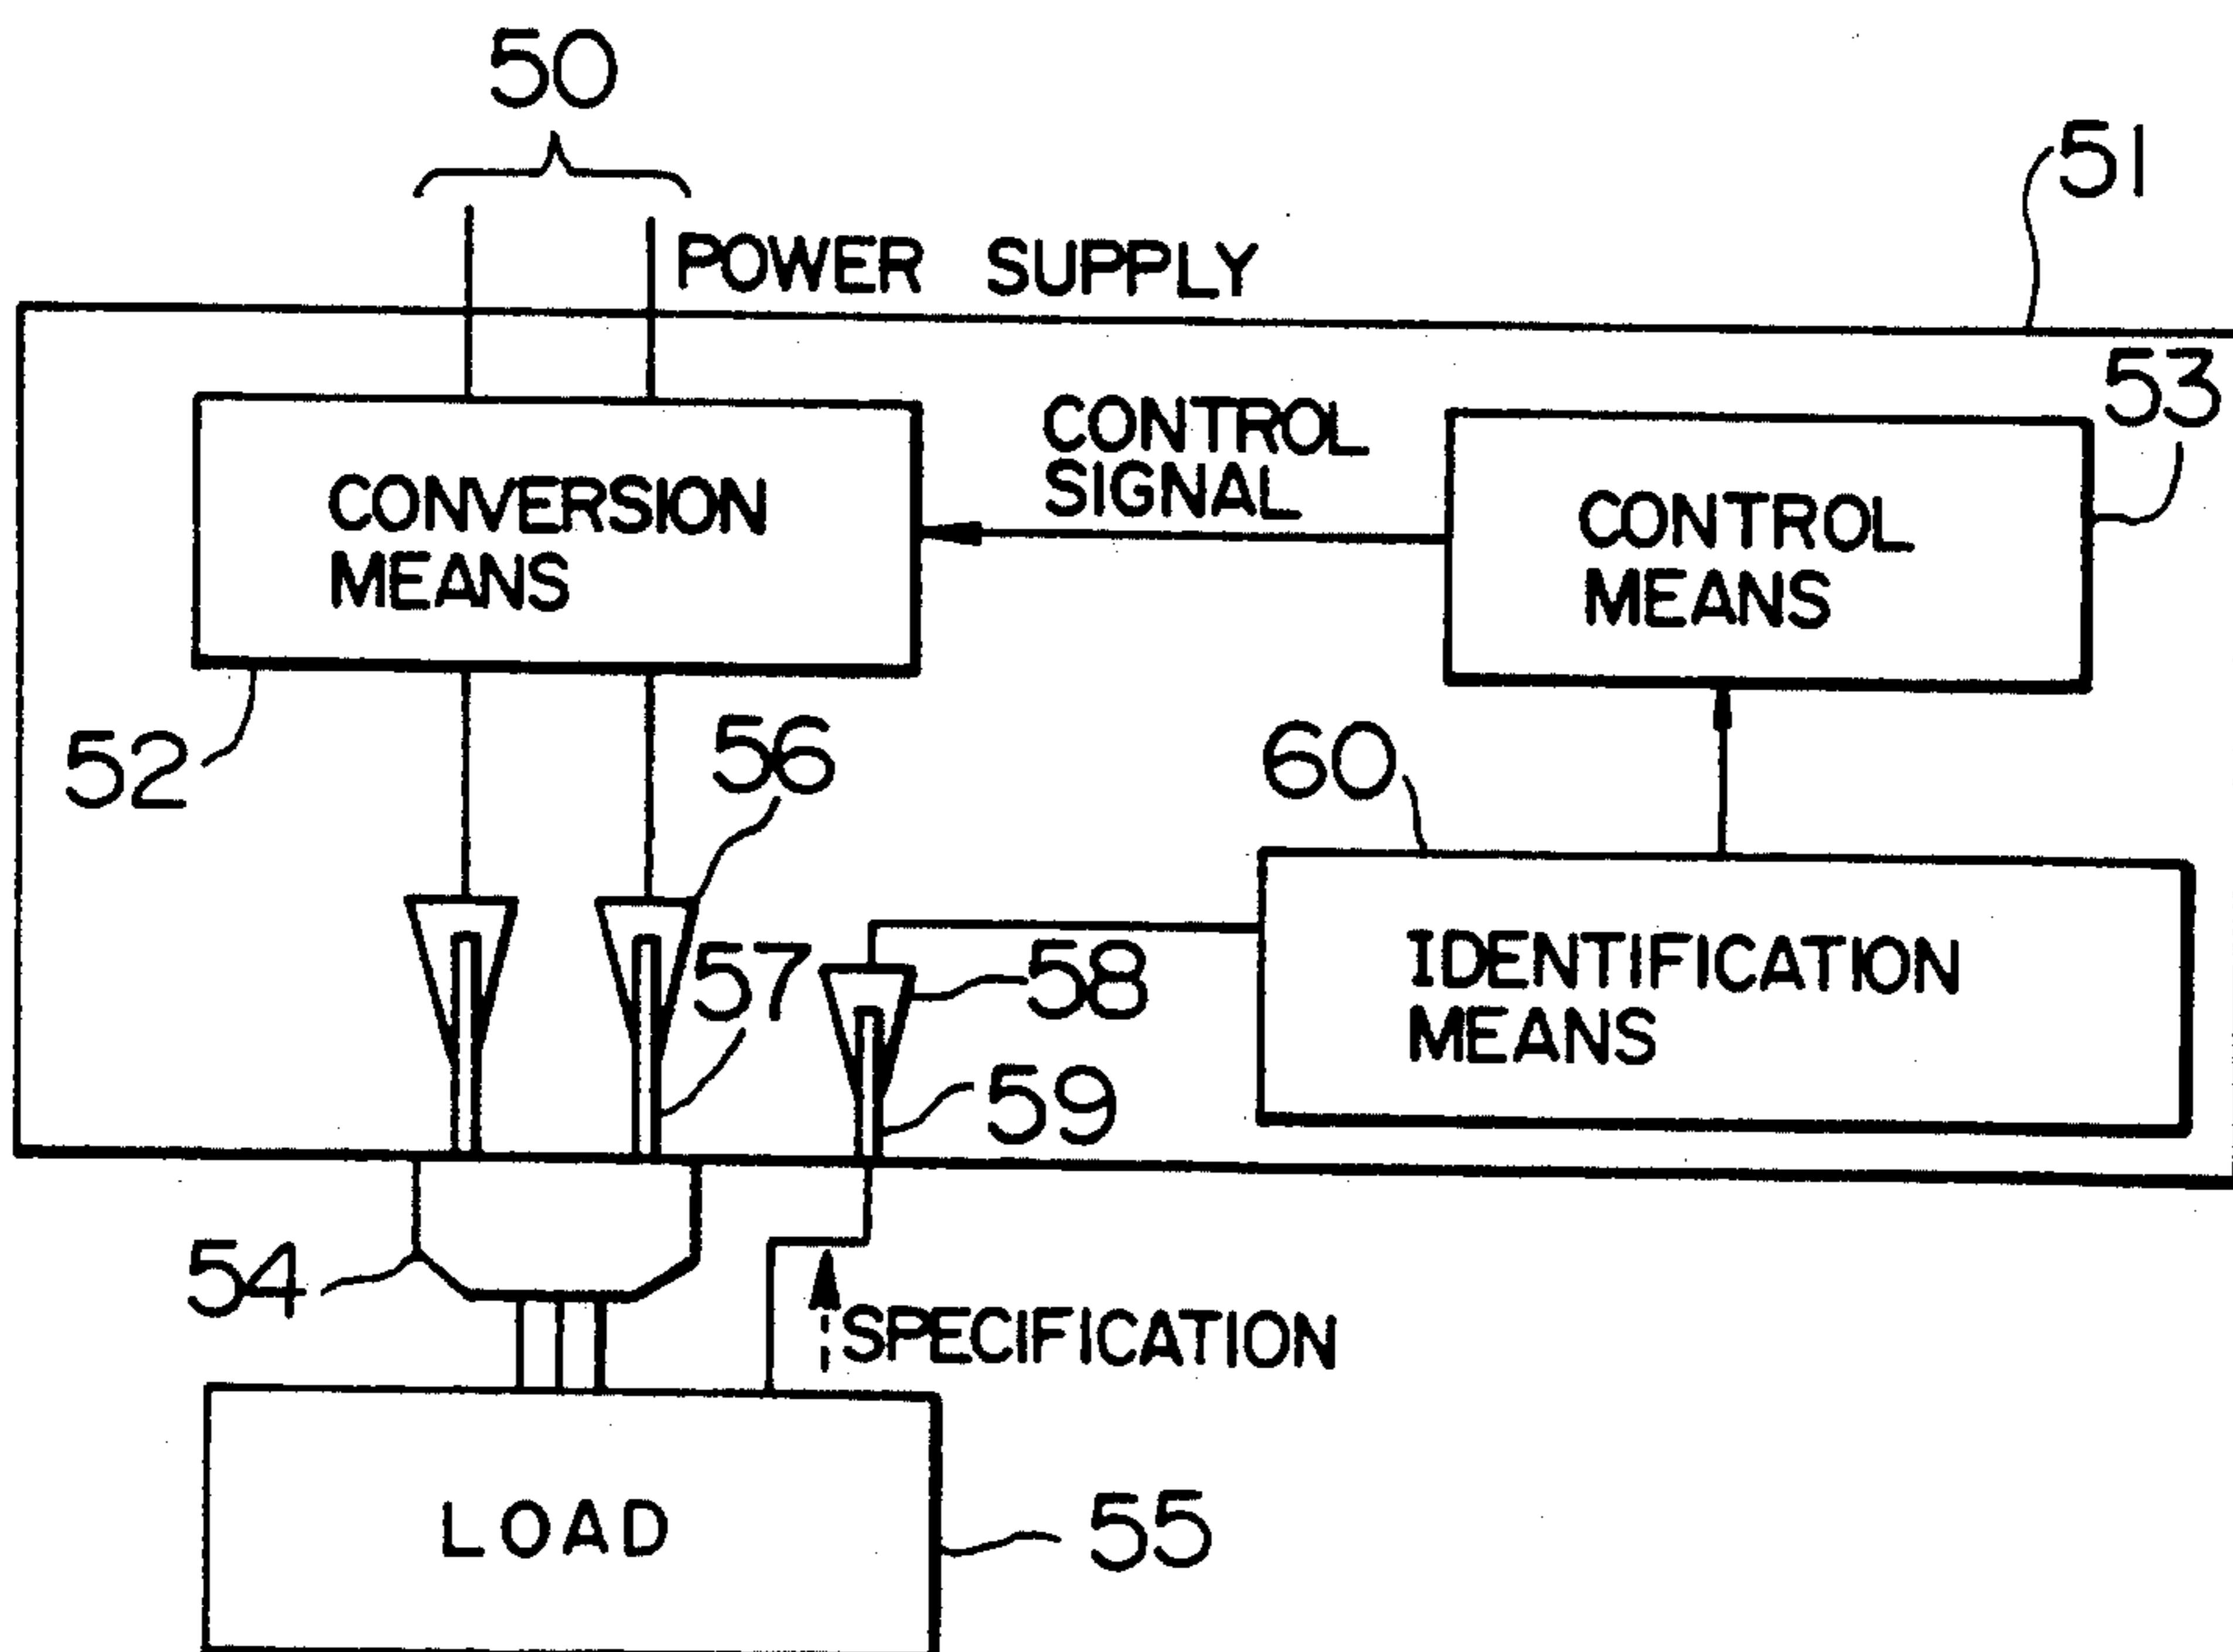 50
51
POWER SUPPLY
53
CONTROL
SIGNAL
CONVERSION
MEANS
CONTROL
MEANS
52
56
60
57
58
IDENTIFICATION
MEANS
59
54
SPECIFICATION
LOAD
55